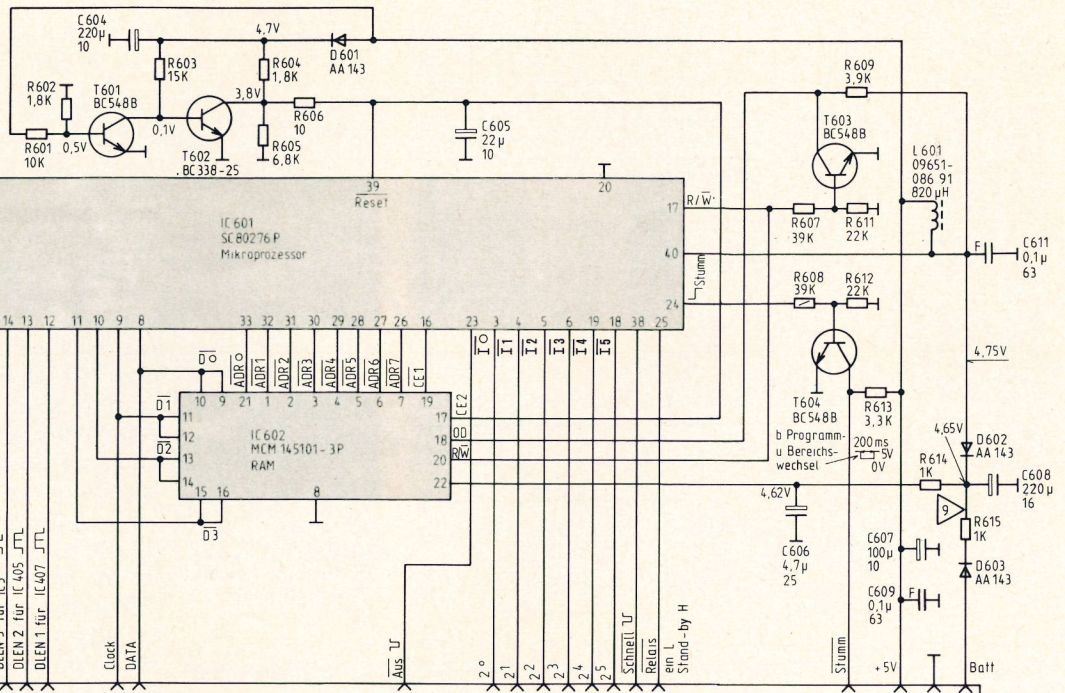 C604
220µ
10
4,7V
D601
AA 143
R603
15K
R604
1,8K
R602
1,8K
T601
BC548B
3,8V
R609
3,9K
R606
10
C605
22µ
10
T603
BC548B
0,1V
0,5V
R601
10K
T602
BC338-25
R605
6,8K
L601
09651-
086 91
820µH
39
Reset
20
17
R/W
R607
39K
R611
22K
IC601
SC80276P
Mikroprozessor
40
F
C611
0,1µ
63
Stumm
24
R608
39K
R612
22K
14 13 12 11 10 9 8 33 32 31 30 29 28 27 26 16 23 3 4 5 6 19 18 38 25
D0
ADR0
ADR1
ADR2
ADR3
ADR4
ADR5
ADR6
ADR7
CE1
I0
I1
I2
I3
I4
I5
4,75V
T604
BC548B
R613
3,3K
10 9 21 1 2 3 4 5 6 7 19
D1
11
12
D2
13
14
IC602
MCM 145101-3P
RAM
17
CE2
18
OD
20
R/W
22
b Programm-
u Bereichs-
wechsel
200ms
5V
0V
4,65V
D602
AA 143
R614
1K
C608
220µ
16
15 16
8
D3
4,62V
9
R615
1K
C606
4,7µ
25
C607
100µ
10
D603
AA 143
C609
0,1µ
63
F
DLEN 2 für IC 405
DLEN 1 für IC407
Clock
DATA
Aus
2⁰
2¹
2²
2³
2⁴
2⁵
Schnell
Relais
ein L
Stand-by H
Stumm
+5V
Batt